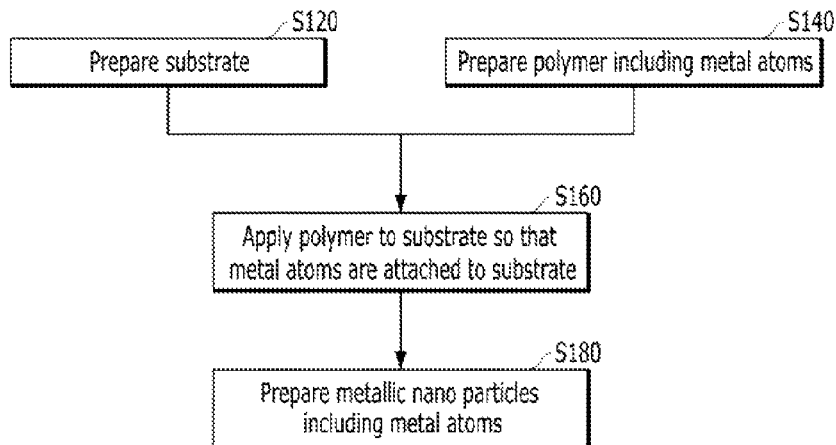 S120
Prepare substrate
S140
Prepare polymer including metal atoms
S160
Apply polymer to substrate so that
metal atoms are attached to substrate
S180
Prepare metallic nano particles
including metal atoms